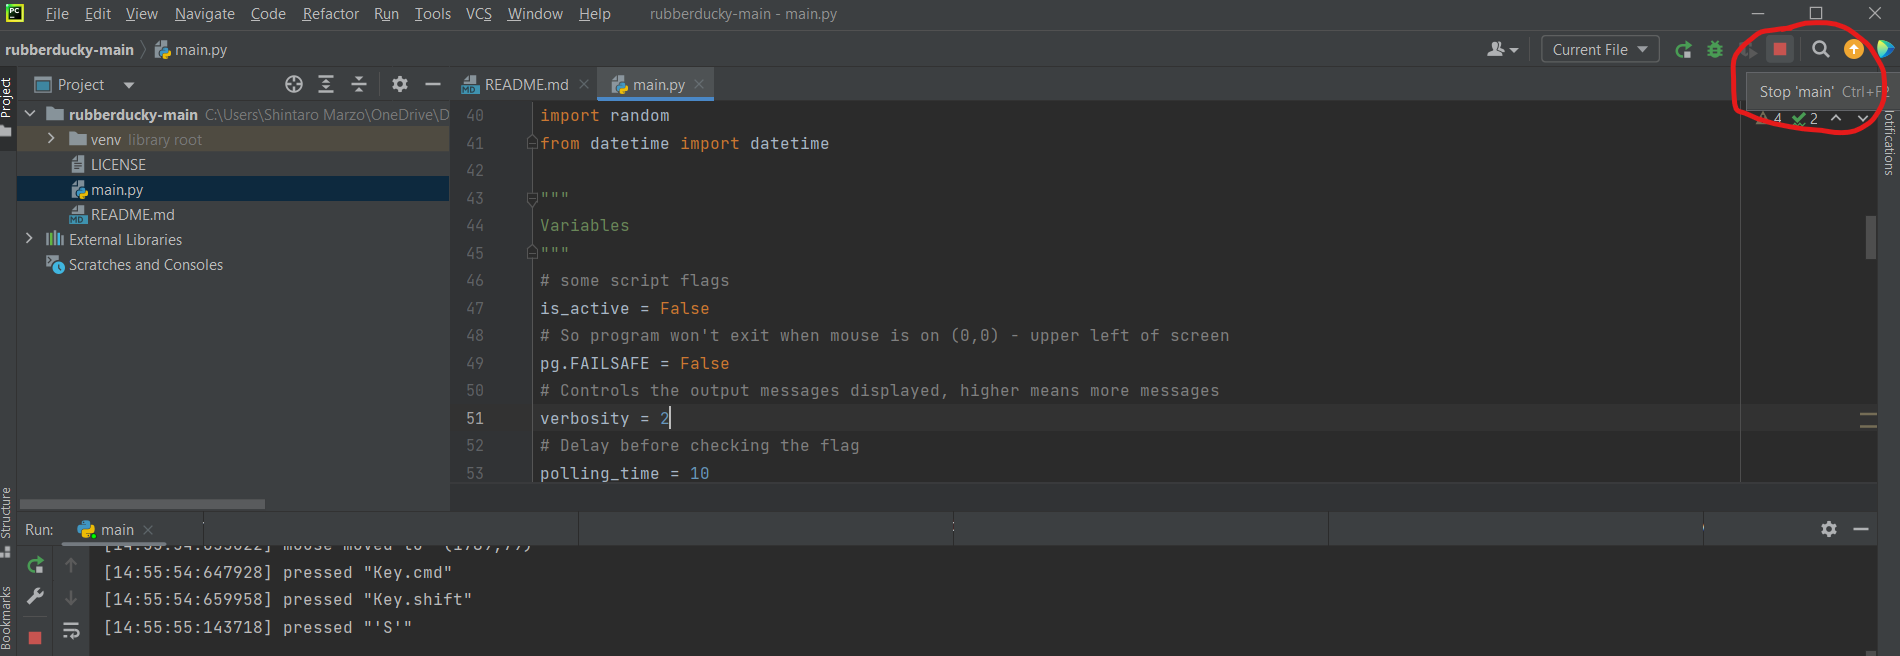 PC File Edit View Navigate Code Refactor Run Tools VCS Window Help rubberducky-main - main.py
rubberducky-main main.py Current File
Project README.md main.py
Stop 'main' Ctrl+F2
4 2
Project
Notifications
rubberducky-main C:\Users\Shintaro Marzo\OneDrive\D
venv library root
LICENSE
main.py
MD README.md
External Libraries
Scratches and Consoles
40 import random
41 from datetime import datetime
42
43 """
44 Variables
45 """
46 # some script flags
47 is_active = False
48 # So program won't exit when mouse is on (0,0) - upper left of screen
49 pg.FAILSAFE = False
50 # Controls the output messages displayed, higher means more messages
51 verbosity = 2
52 # Delay before checking the flag
53 polling_time = 10
Structure
Bookmarks
Run: main
[14:55:54:647928] pressed "Key.cmd"
[14:55:54:659958] pressed "Key.shift"
[14:55:55:143718] pressed "'S'"